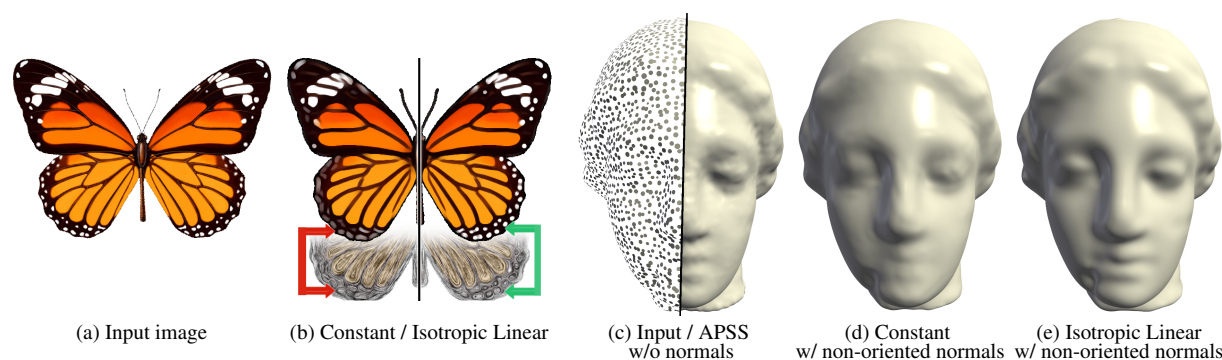 (a) Input image
(b) Constant / Isotropic Linear
(c) Input / APSS
w/o normals
(d) Constant
w/ non-oriented normals
(e) Isotropic Linear
w/ non-oriented normals